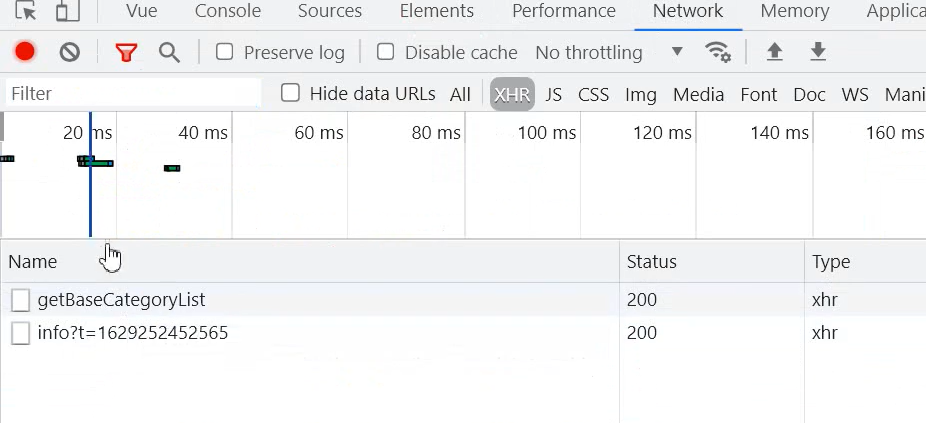 Vue Console Sources Elements Performance Network Memory Applica
Preserve log Disable cache No throttling
Filter Hide data URLs All XHR JS CSS Img Media Font Doc WS Mani
20 ms 40 ms 60 ms 80 ms 100 ms 120 ms 140 ms 160 ms
Name Status Type
getBaseCategoryList 200 xhr
info?t=1629252452565 200 xhr